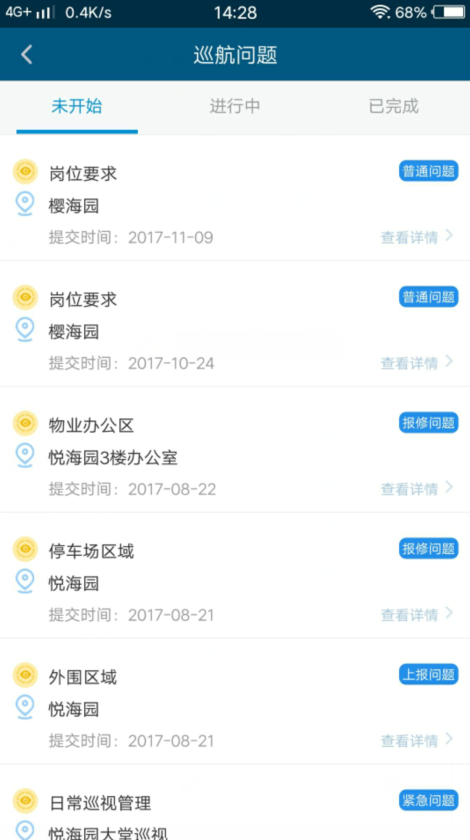 4G+ 0.4K/s 14:28 68%
巡航问题
未开始 进行中 已完成
岗位要求 普通问题
樱海园
提交时间：2017-11-09 查看详情
岗位要求 普通问题
樱海园
提交时间：2017-10-24 查看详情
物业办公区 报修问题
悦海园3楼办公室
提交时间：2017-08-22 查看详情
停车场区域 报修问题
悦海园
提交时间：2017-08-21 查看详情
外围区域 上报问题
悦海园
提交时间：2017-08-21 查看详情
日常巡视管理 紧急问题
悦海园大堂巡视